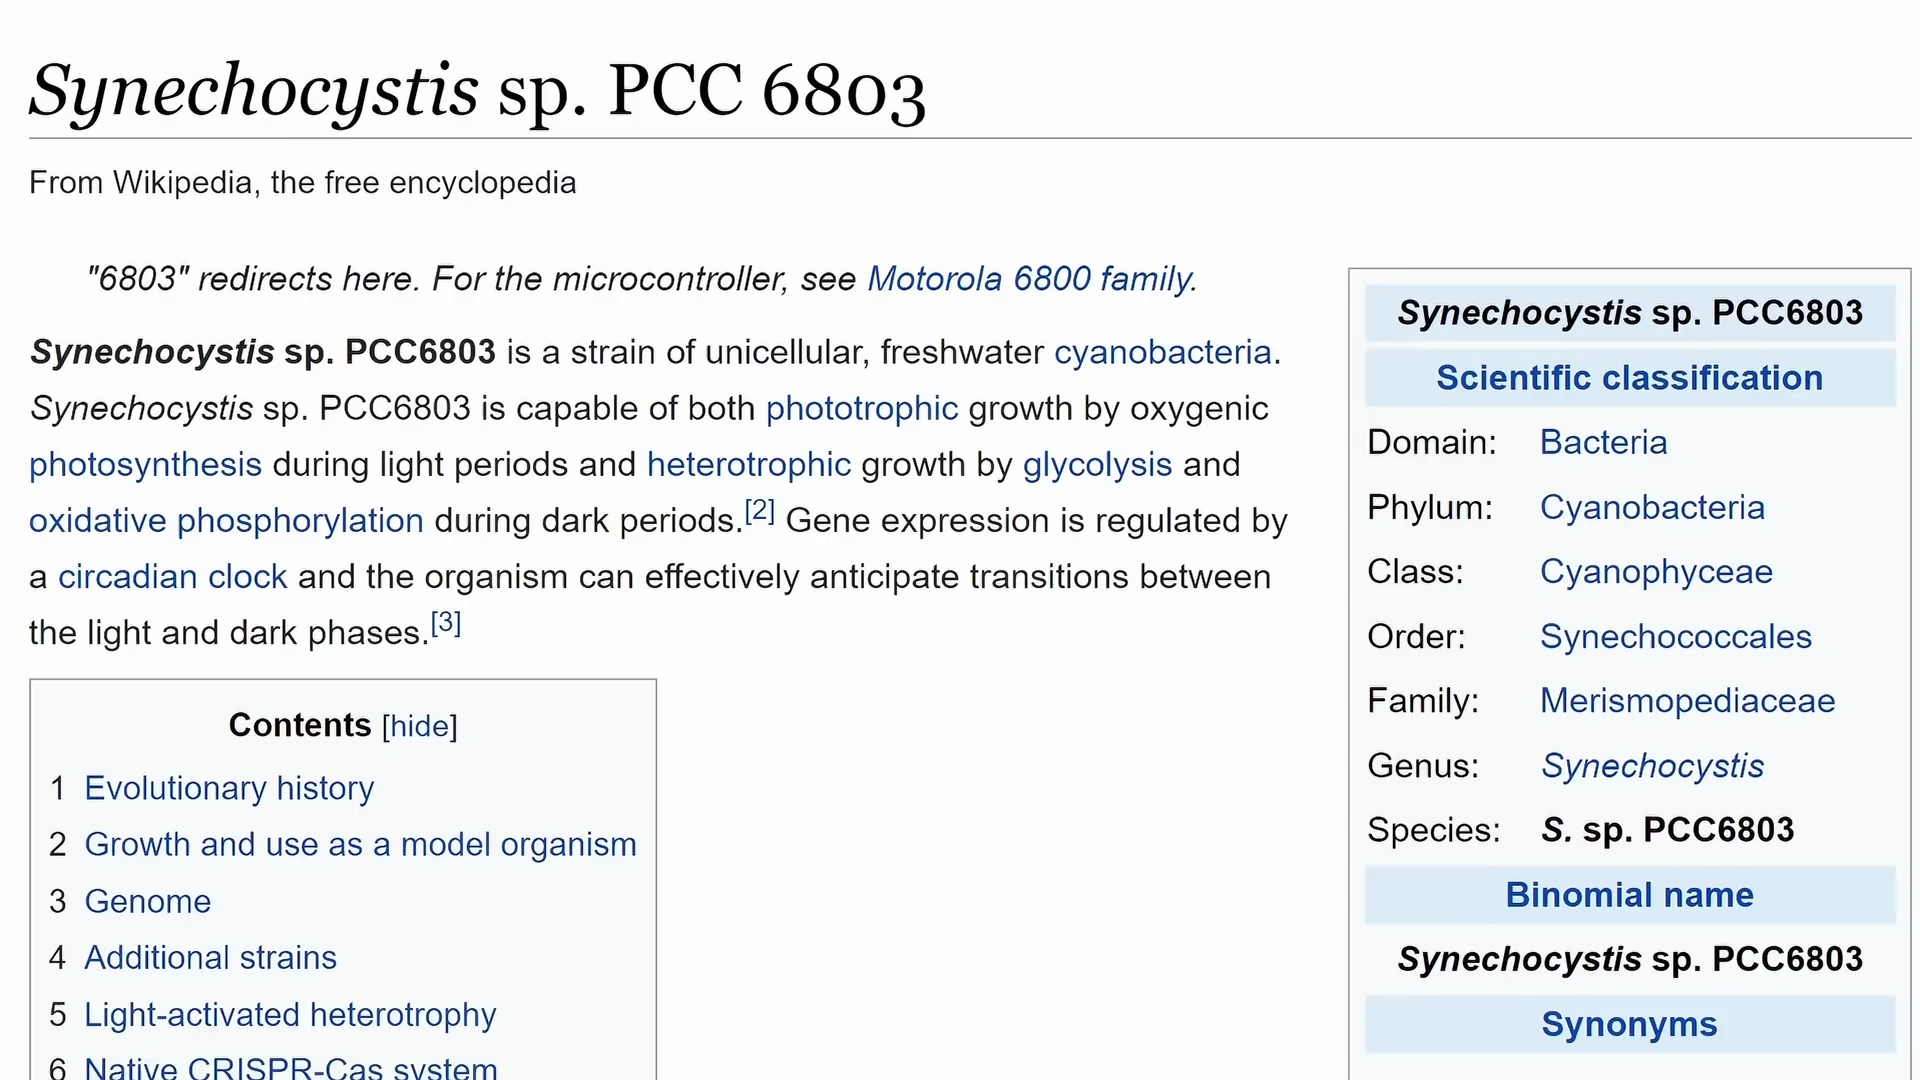 Synechocystis sp. PCC 6803
From Wikipedia, the free encyclopedia
"6803" redirects here. For the microcontroller, see Motorola 6800 family.
Synechocystis sp. PCC6803 is a strain of unicellular, freshwater cyanobacteria.
Synechocystis sp. PCC6803 is capable of both phototrophic growth by oxygenic
photosynthesis during light periods and heterotrophic growth by glycolysis and
oxidative phosphorylation during dark periods.[2] Gene expression is regulated by
a circadian clock and the organism can effectively anticipate transitions between
the light and dark phases.[3]
Contents [hide]
1 Evolutionary history
2 Growth and use as a model organism
3 Genome
4 Additional strains
5 Light-activated heterotrophy
6 Native CRISPR-Cas system
Synechocystis sp. PCC6803
Scientific classification
Domain: Bacteria
Phylum: Cyanobacteria
Class: Cyanophyceae
Order: Synechococcales
Family: Merismopediaceae
Genus: Synechocystis
Species: S. sp. PCC6803
Binomial name
Synechocystis sp. PCC6803
Synonyms